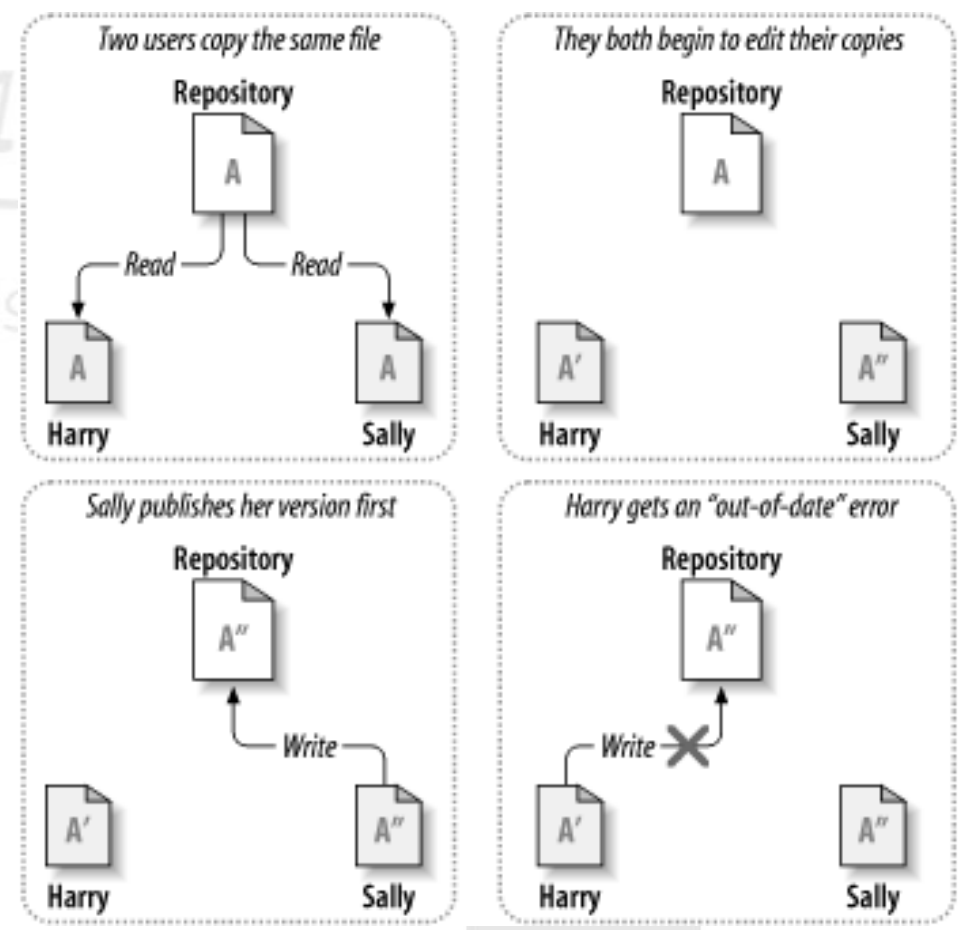 Two users copy the same file
Repository
A
Read
Read
A
A
Harry
Sally
They both begin to edit their copies
Repository
A
A′
A″
Harry
Sally
Sally publishes her version first
Repository
A″
Write
A′
A″
Harry
Sally
Harry gets an “out-of-date” error
Repository
A″
Write
A′
A″
Harry
Sally